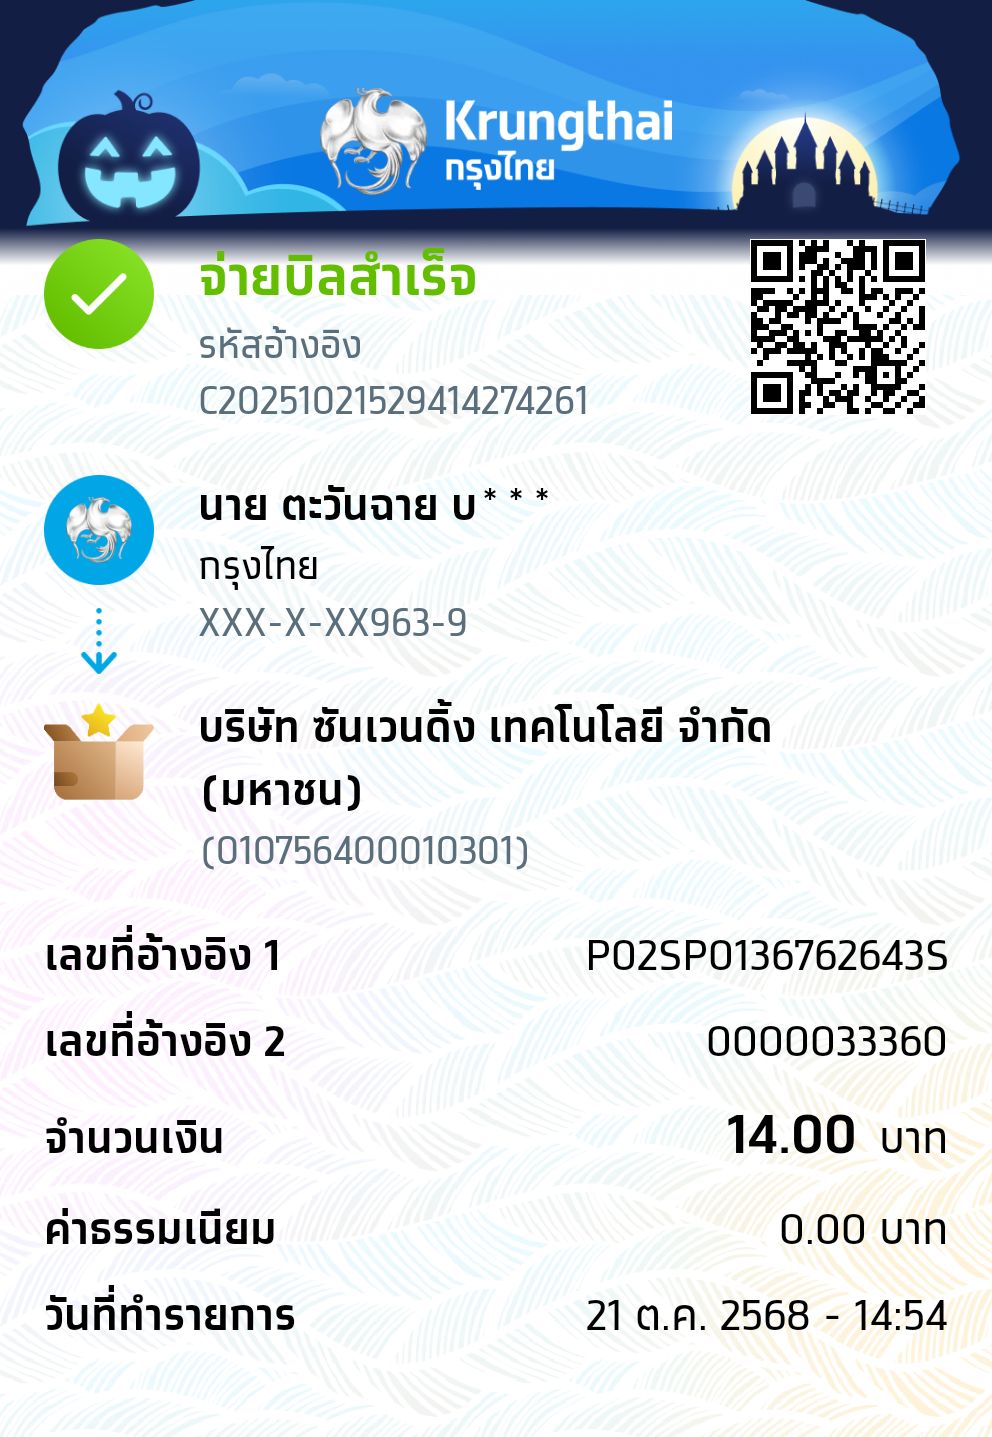 Krungthai
กรุงไทย
จ่ายบิลสำเร็จ
รหัสอ้างอิง
C20251021529414274261
นาย ตะวันฉาย บ***
กรุงไทย
XXX-X-XX963-9
บริษัท ซันเวนดิ้ง เทคโนโลยี จำกัด
(มหาชน)
(010756400010301)
เลขที่อ้างอิง 1 P02SP0136762643S
เลขที่อ้างอิง 2 0000033360
จำนวนเงิน 14.00 บาท
ค่าธรรมเนียม 0.00 บาท
วันที่ทำรายการ 21 ต.ค. 2568 - 14:54